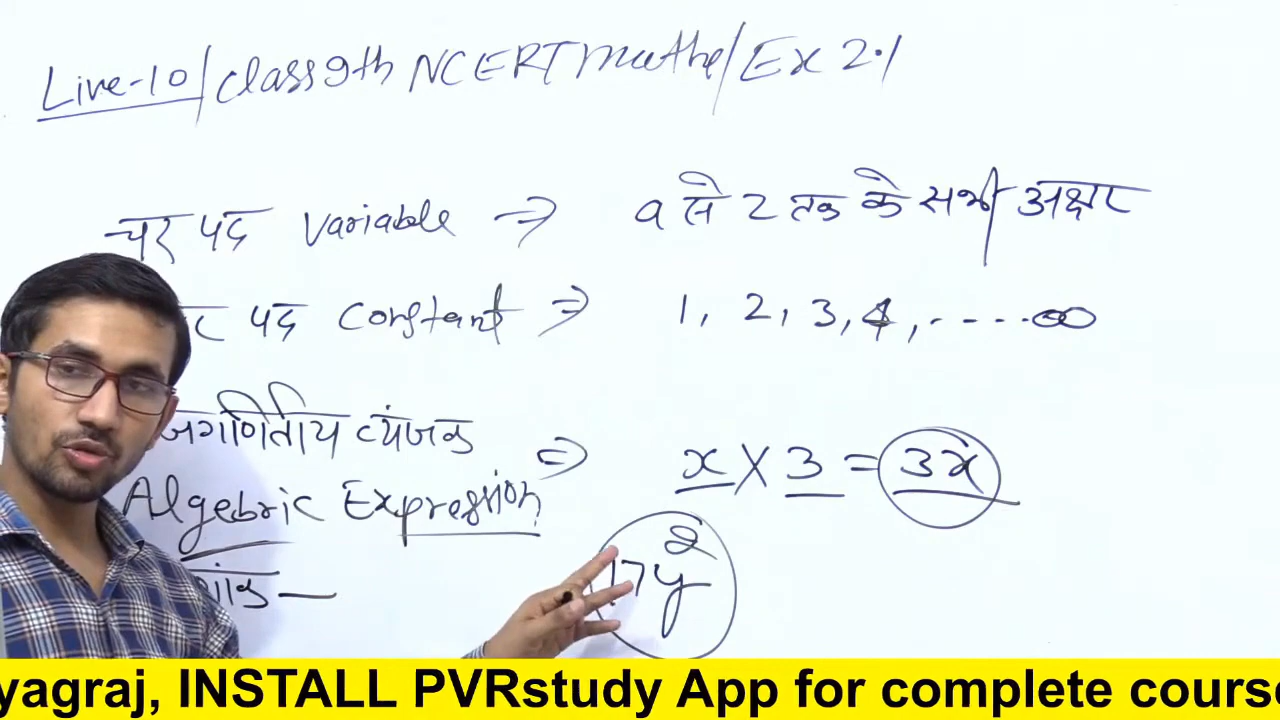 Live-10/class 9th NCERT maths/Ex 2.1
चर पद Variable ⇒ a से z तक के सभी अक्षर
पद Constant ⇒ 1, 2, 3, 4, ..... ∞
जगणितीय व्यंजक
Algebric Expression ⇒ x × 3 = 3x
17y²
yagraj, INSTALL PVRstudy App for complete course